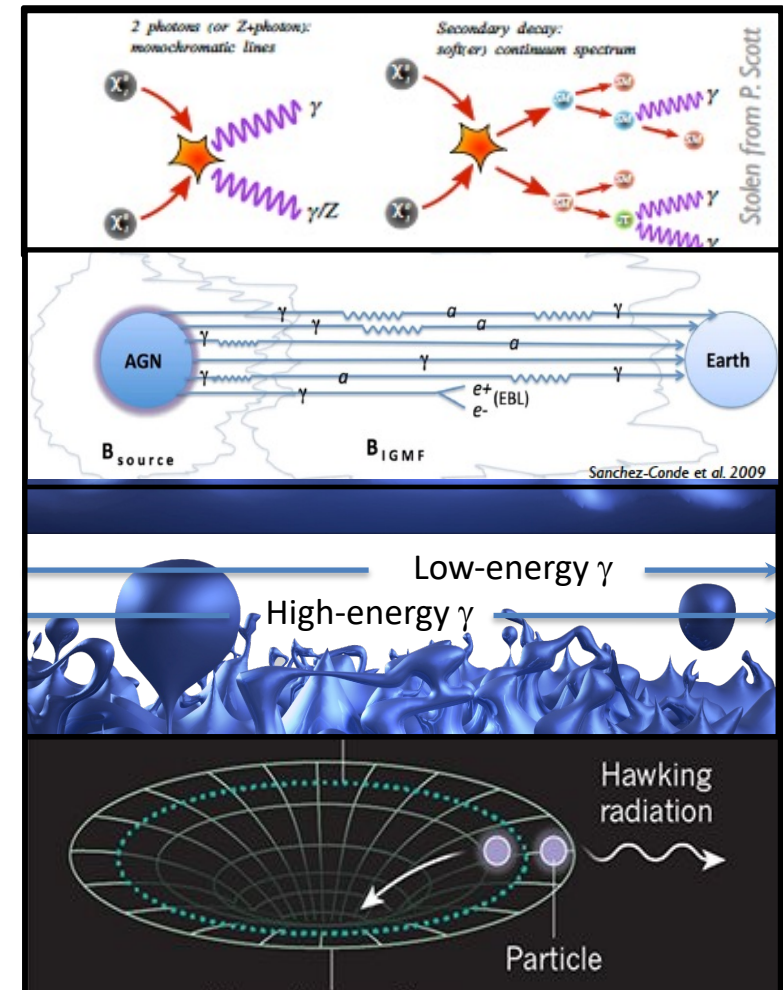 2 photons (or Z+photon):
monochromatic lines
Secondary decay:
soft(er) continuum spectrum
γ
γ/Z
γ
γ
γ
Stolen from P. Scott
γ a γ
γ a
γ a
AGN γ Earth
γ a γ
γ e+
e- (EBL)
B source
B IGMF
Sanchez-Conde et al. 2009
Low-energy γ
High-energy γ
Hawking
radiation
Particle